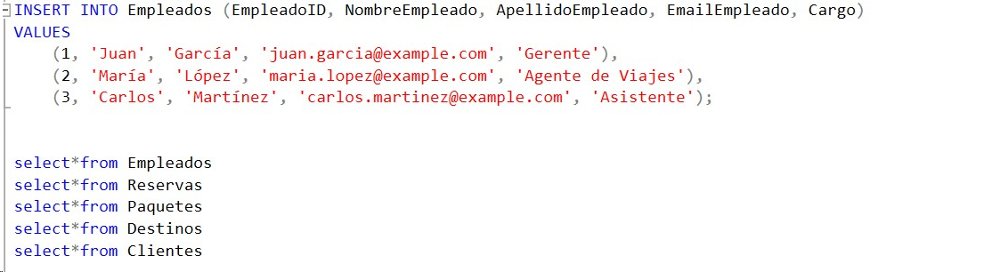 INSERT INTO Empleados (EmpleadoID, NombreEmpleado, ApellidoEmpleado, EmailEmpleado, Cargo)
VALUES
(1, 'Juan', 'García', 'juan.garcia@example.com', 'Gerente'),
(2, 'María', 'López', 'maria.lopez@example.com', 'Agente de Viajes'),
(3, 'Carlos', 'Martínez', 'carlos.martinez@example.com', 'Asistente');
select*from Empleados
select*from Reservas
select*from Paquetes
select*from Destinos
select*from Clientes